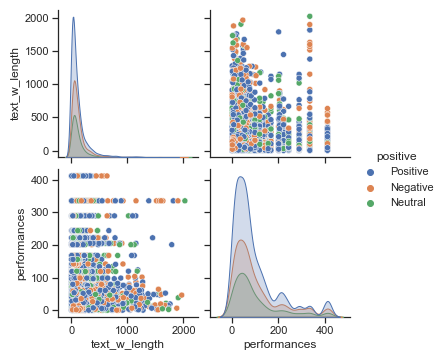 2000
1500
1000
500
0
text_w_length
400
300
200
100
0
performances
0
1000
2000
text_w_length
0
200
400
performances
positive
Positive
Negative
Neutral